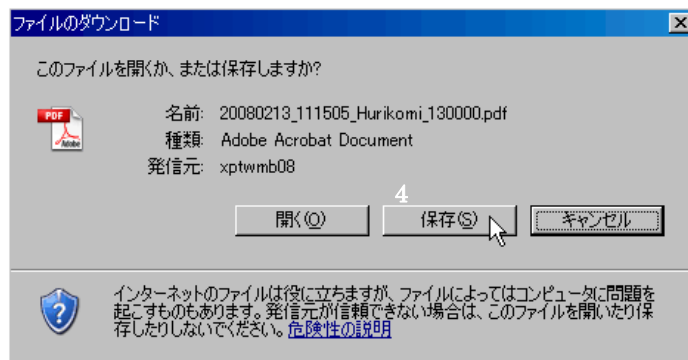 ファイルのダウンロード
このファイルを開くか、または保存しますか?
PDF
Adobe
名前: 20080213_111505_Hurikomi_130000.pdf
種類: Adobe Acrobat Document
発信元: xptwmb08
4
開く(O) 保存(S) キャンセル
インターネットのファイルは役に立ちますが、ファイルによってはコンピュータに問題を
起こすものもあります。発信元が信頼できない場合は、このファイルを開いたり保
存したりしないでください。危険性の説明